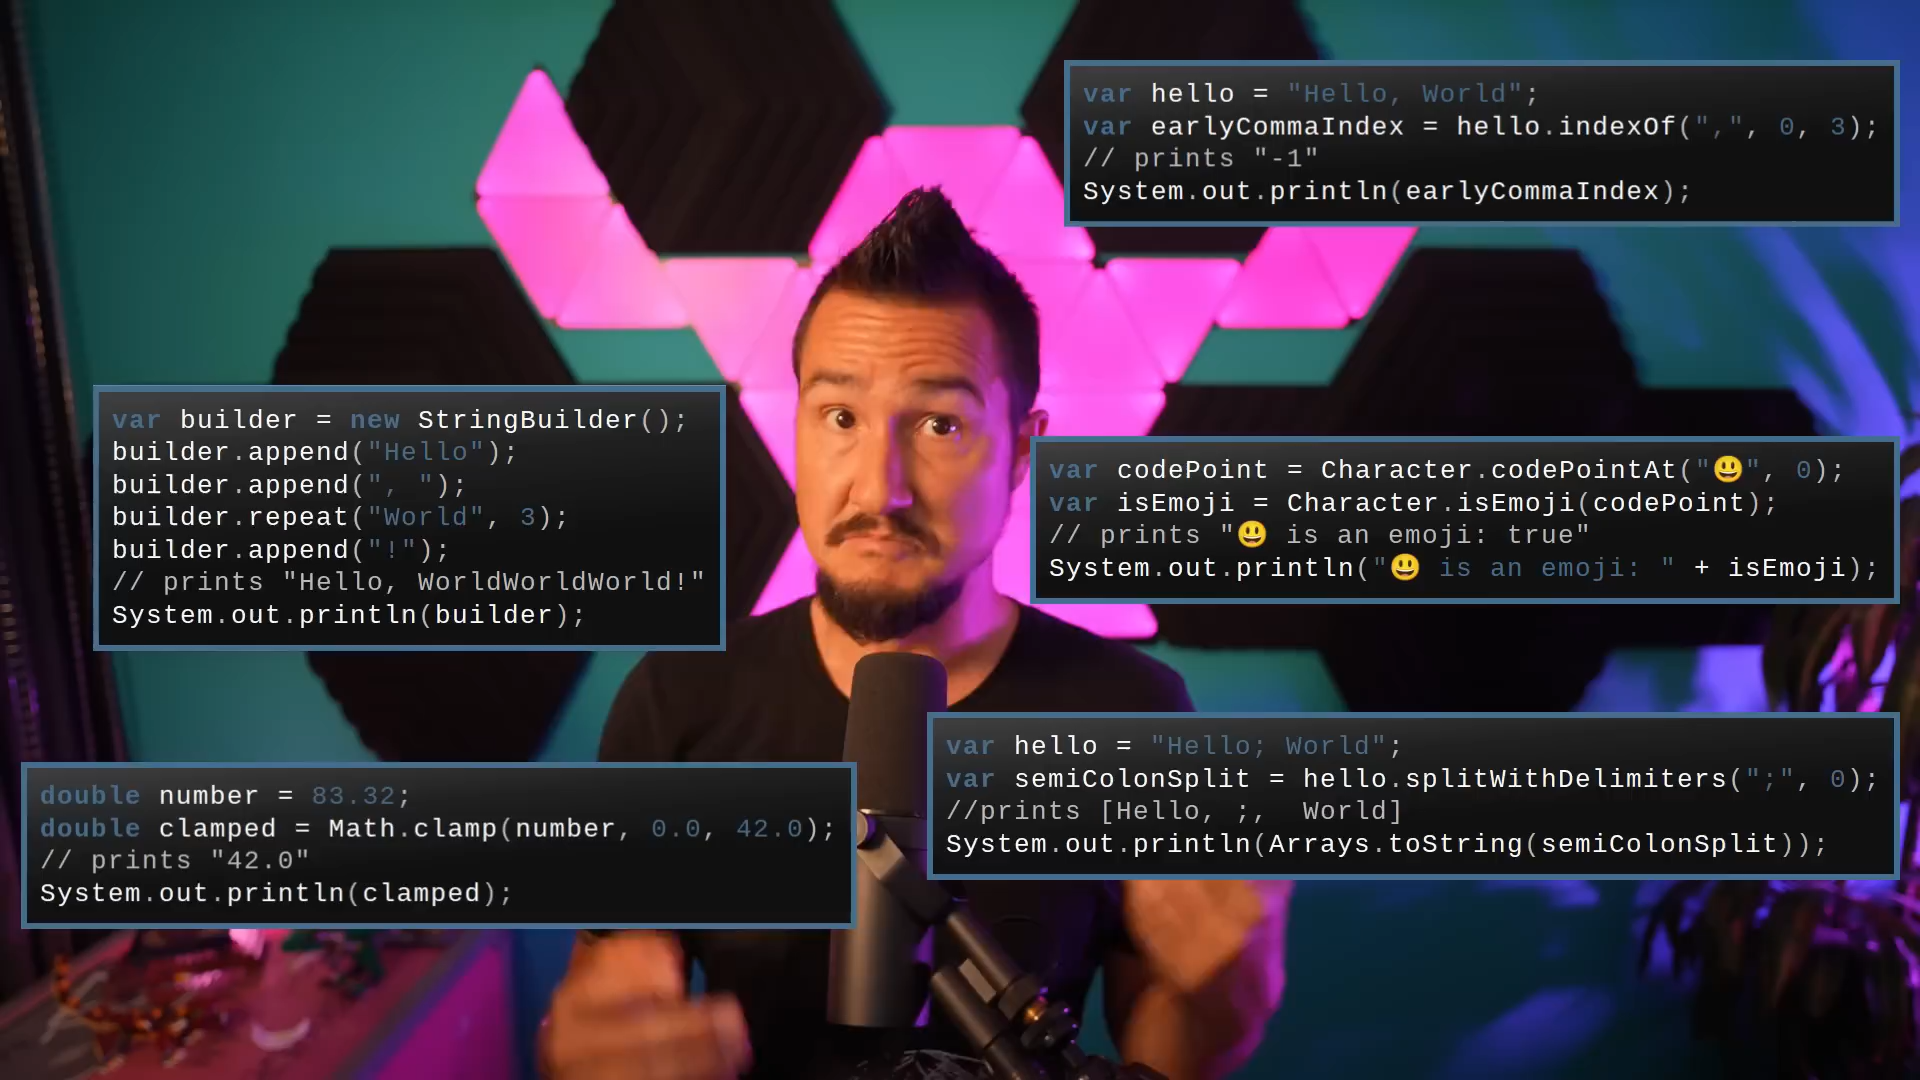 var hello = "Hello, World";
var earlyCommaIndex = hello.indexOf(",", 0, 3);
// prints "-1"
System.out.println(earlyCommaIndex);
var builder = new StringBuilder();
builder.append("Hello");
builder.append(", ");
builder.repeat("World", 3);
builder.append("!");
// prints "Hello, WorldWorldWorld!"
System.out.println(builder);
var codePoint = Character.codePointAt("😃", 0);
var isEmoji = Character.isEmoji(codePoint);
// prints "😃 is an emoji: true"
System.out.println("😃 is an emoji: " + isEmoji);
double number = 83.32;
double clamped = Math.clamp(number, 0.0, 42.0);
// prints "42.0"
System.out.println(clamped);
var hello = "Hello; World";
var semiColonSplit = hello.splitWithDelimiters(";", 0);
//prints [Hello, ;,  World]
System.out.println(Arrays.toString(semiColonSplit));